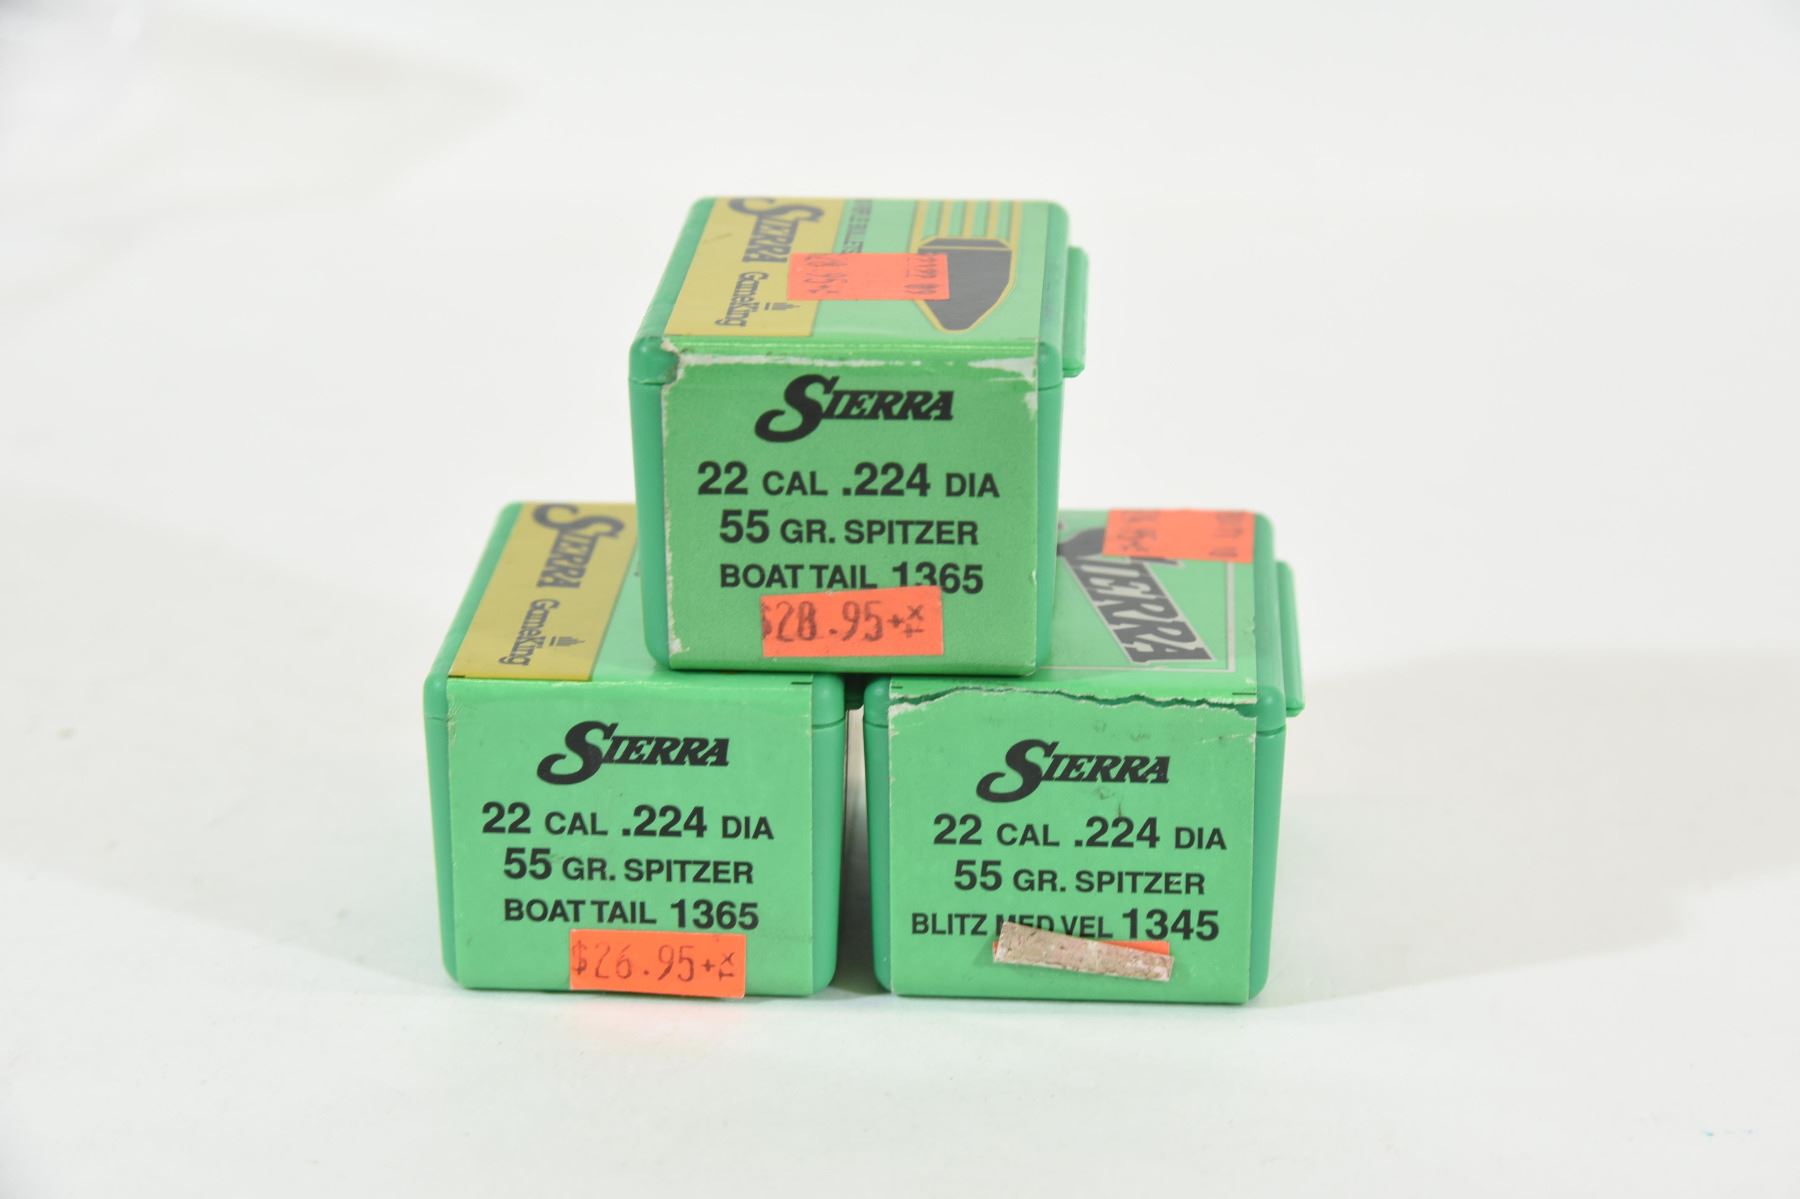 SIERRA
GameKing
SIERRA
22 CAL .224 DIA
55 GR. SPITZER
BOAT TAIL 1365
$28.95+
SIERRA
GameKing
SIERRA
22 CAL .224 DIA
55 GR. SPITZER
BOAT TAIL 1365
$26.95+
SIERRA
SIERRA
22 CAL .224 DIA
55 GR. SPITZER
BLITZ MED VEL 1345